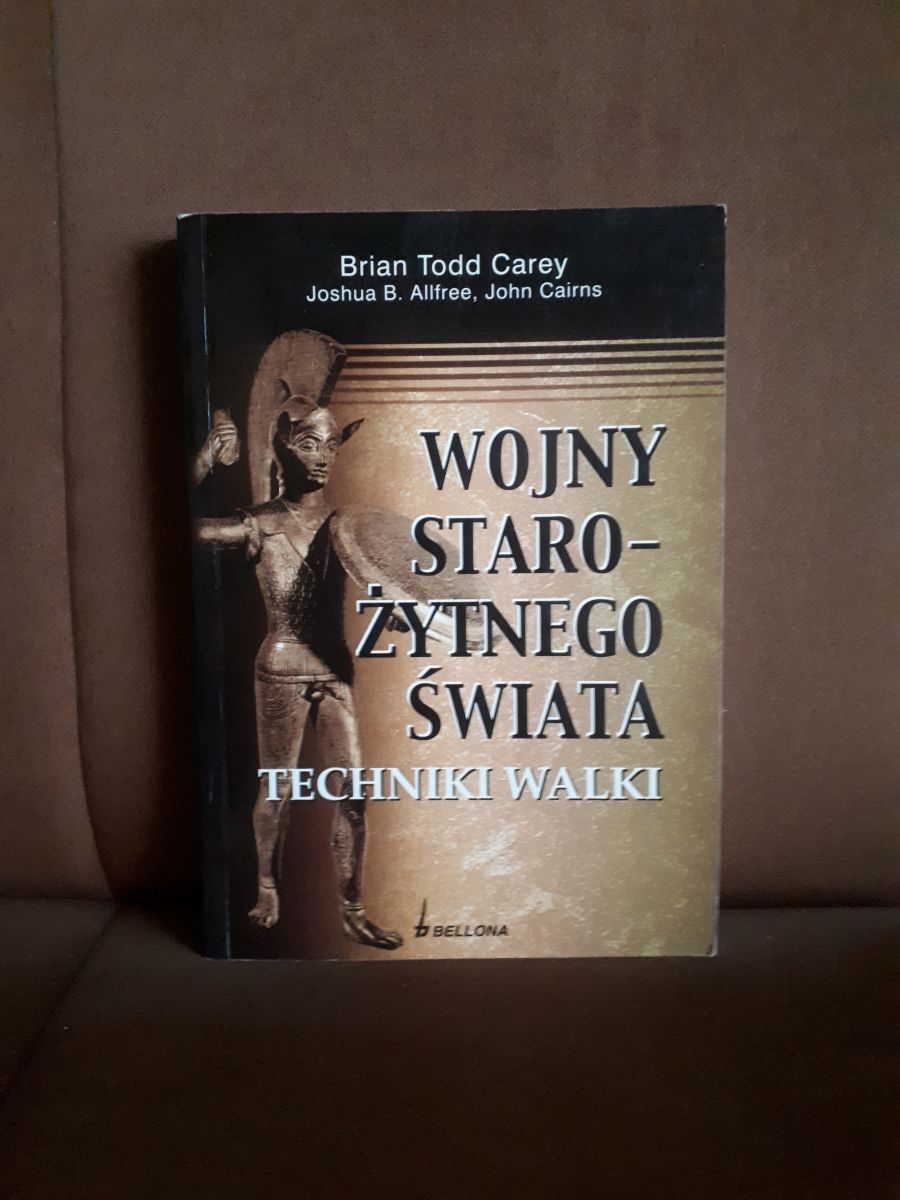 Brian Todd Carey
Joshua B. Allfree, John Cairns
WOJNY
STARO-
ŻYTNEGO
ŚWIATA
TECHNIKI WALKI
b BELLONA